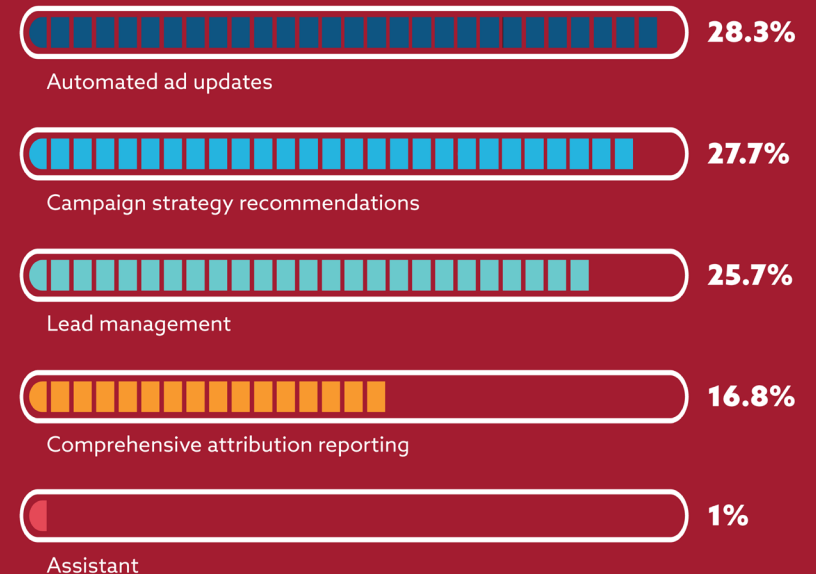 28.3%
Automated ad updates
27.7%
Campaign strategy recommendations
25.7%
Lead management
16.8%
Comprehensive attribution reporting
1%
Assistant